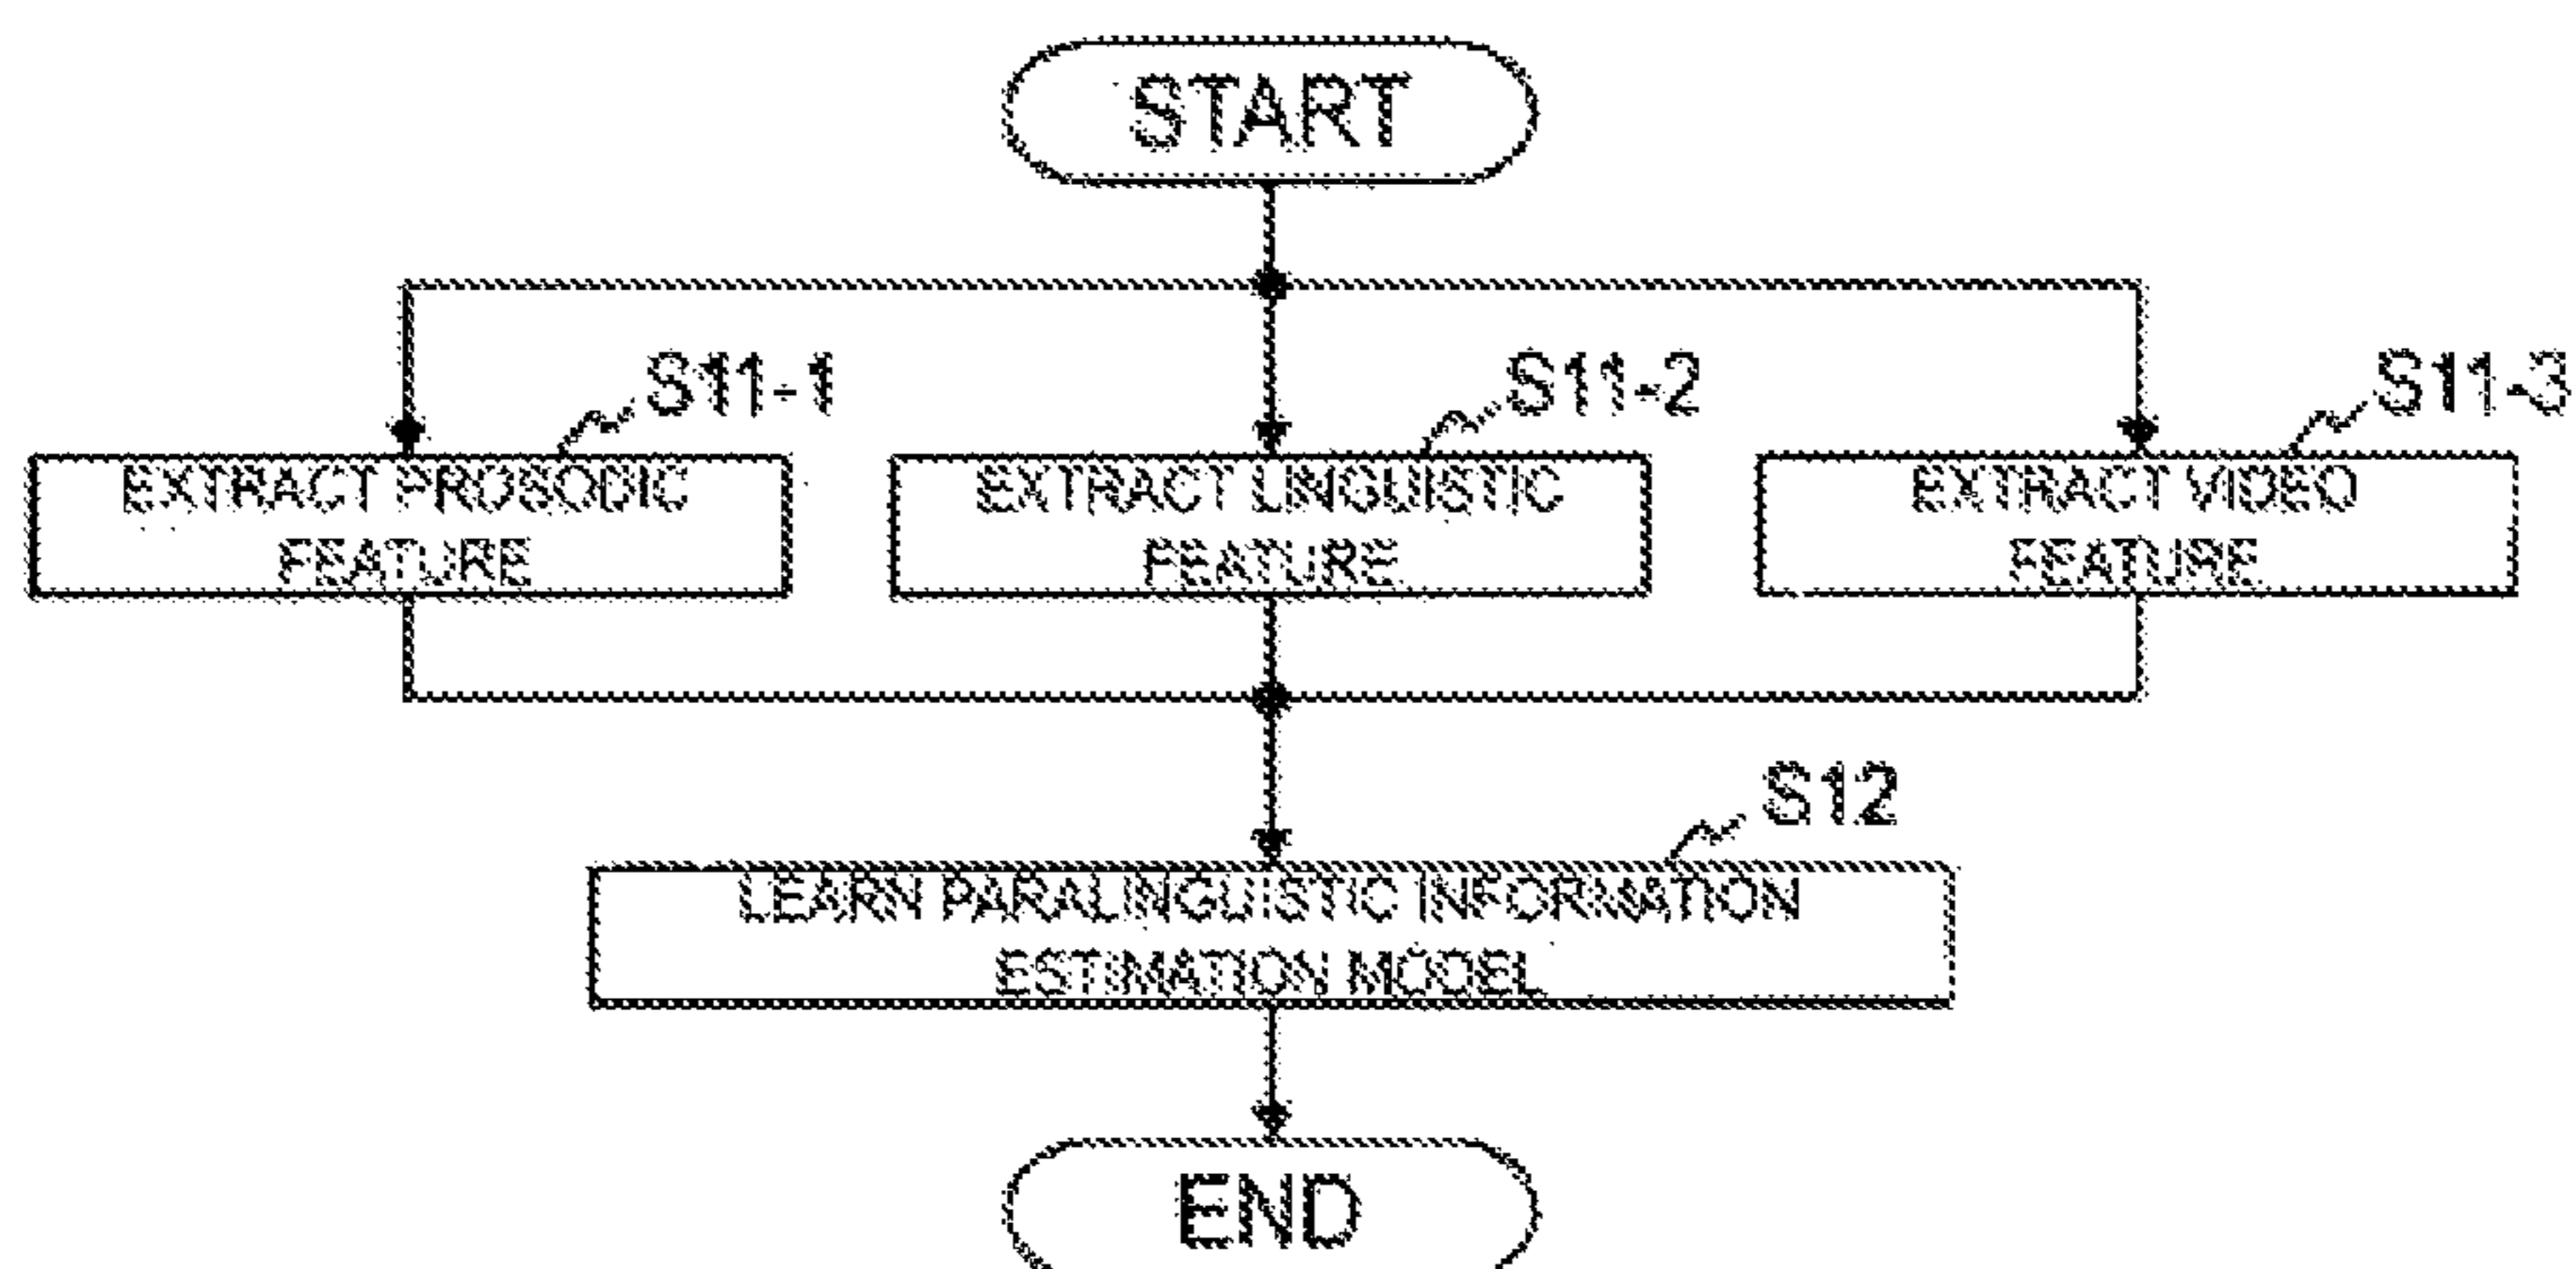 START
S11-1
S11-2
S11-3
EXTRACT PROSODIC
FEATURE
EXTRACT LINGUISTIC
FEATURE
EXTRACT VIDEO
FEATURE
S12
LEARN PARALINGUISTIC INFORMATION
ESTIMATION MODEL
END